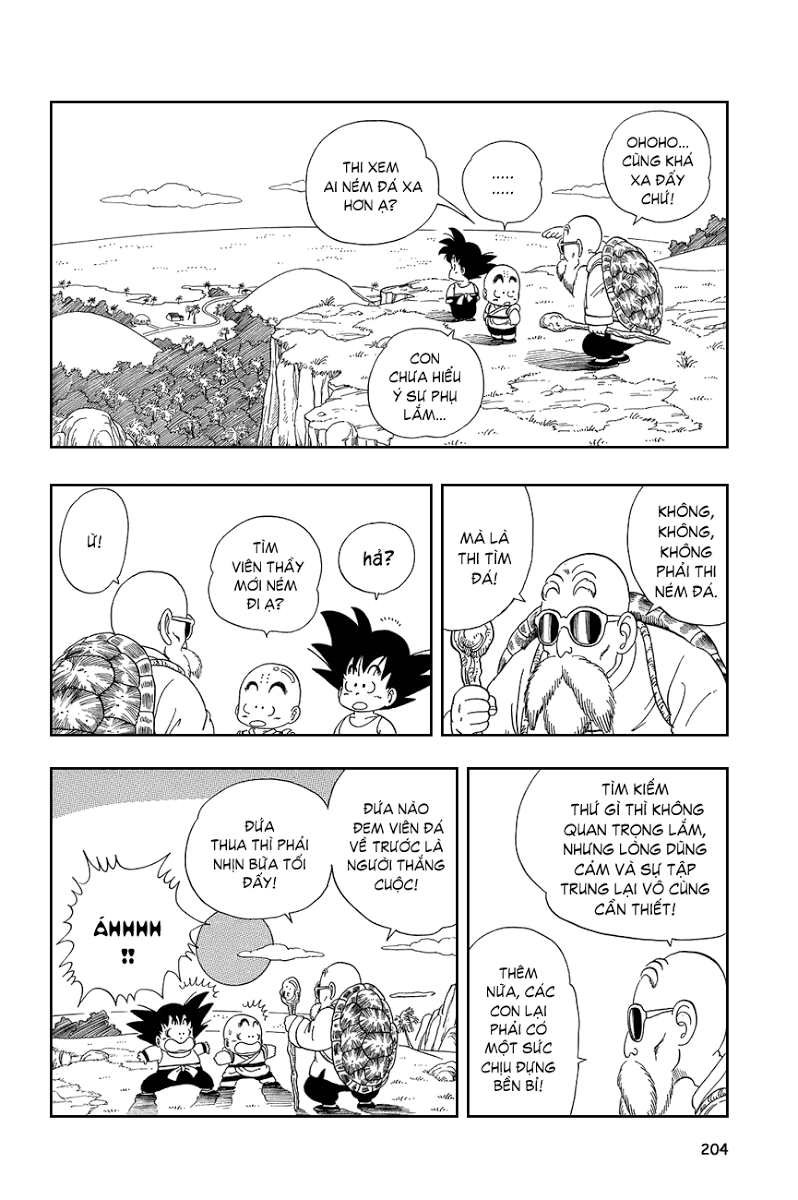 OHOHO...
CŨNG KHÁ
XA ĐẤY
CHỨ!
.....
.....
THI XEM
AI NÉM ĐÁ XA
HƠN Ạ?
CON
CHƯA HIỂU
Ý SƯ PHỤ
LẮM...
KHÔNG,
KHÔNG,
KHÔNG
PHẢI THI
NÉM ĐÁ.
MÀ LÀ
THI TÌM
ĐÁ!
HẢ?
TÌM
VIÊN THẦY
MỚI NÉM
ĐI Ạ?
Ừ!
TÌM KIẾM
THỨ GÌ THÌ KHÔNG
QUAN TRỌNG LẮM,
NHƯNG LÒNG DŨNG
CẢM VÀ SỰ TẬP
TRUNG LẠI VÔ CÙNG
CẦN THIẾT!
THÊM
NỮA, CÁC
CON LẠI
PHẢI CÓ
MỘT SỨC
CHỊU ĐỰNG
BỀN BỈ!
ĐỨA NÀO
ĐEM VIÊN ĐÁ
VỀ TRƯỚC LÀ
NGƯỜI THẮNG
CUỘC!
ĐỨA
THUA THÌ PHẢI
NHỊN BỮA TỐI
ĐẤY!
ÁHHHH
!!
204